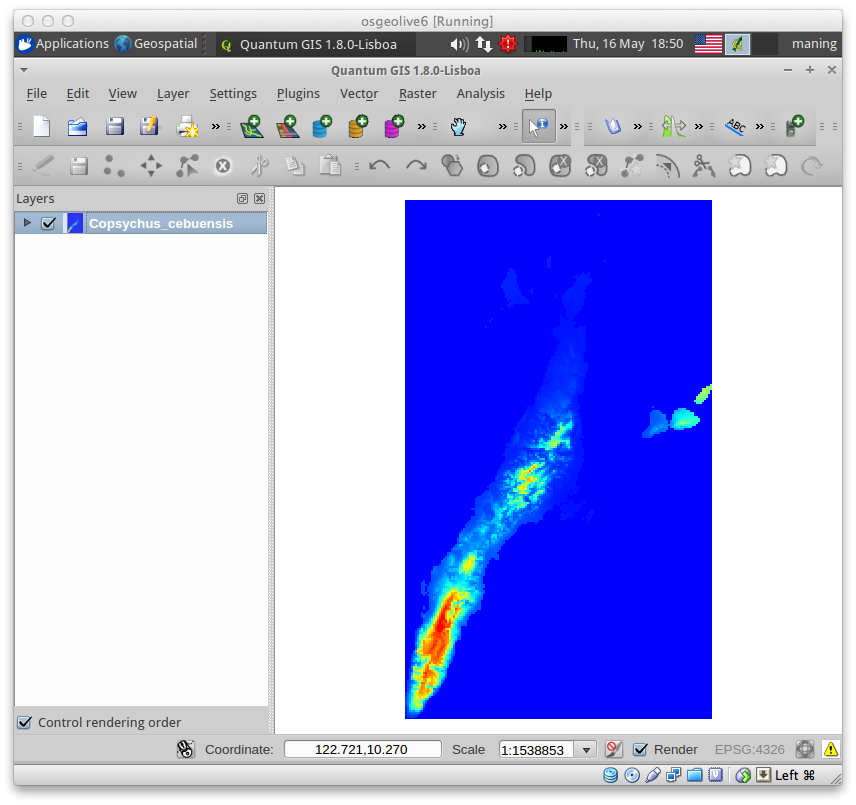 osgeolive6 [Running]
Applications Geospatial Quantum GIS 1.8.0-Lisboa Thu, 16 May 18:50 maning
Quantum GIS 1.8.0-Lisboa
File Edit View Layer Settings Plugins Vector Raster Analysis Help
ABC
Layers
Copsychus_cebuensis
Control rendering order
Coordinate: 122.721,10.270 Scale 1:1538853 Render EPSG:4326
Left ⌘